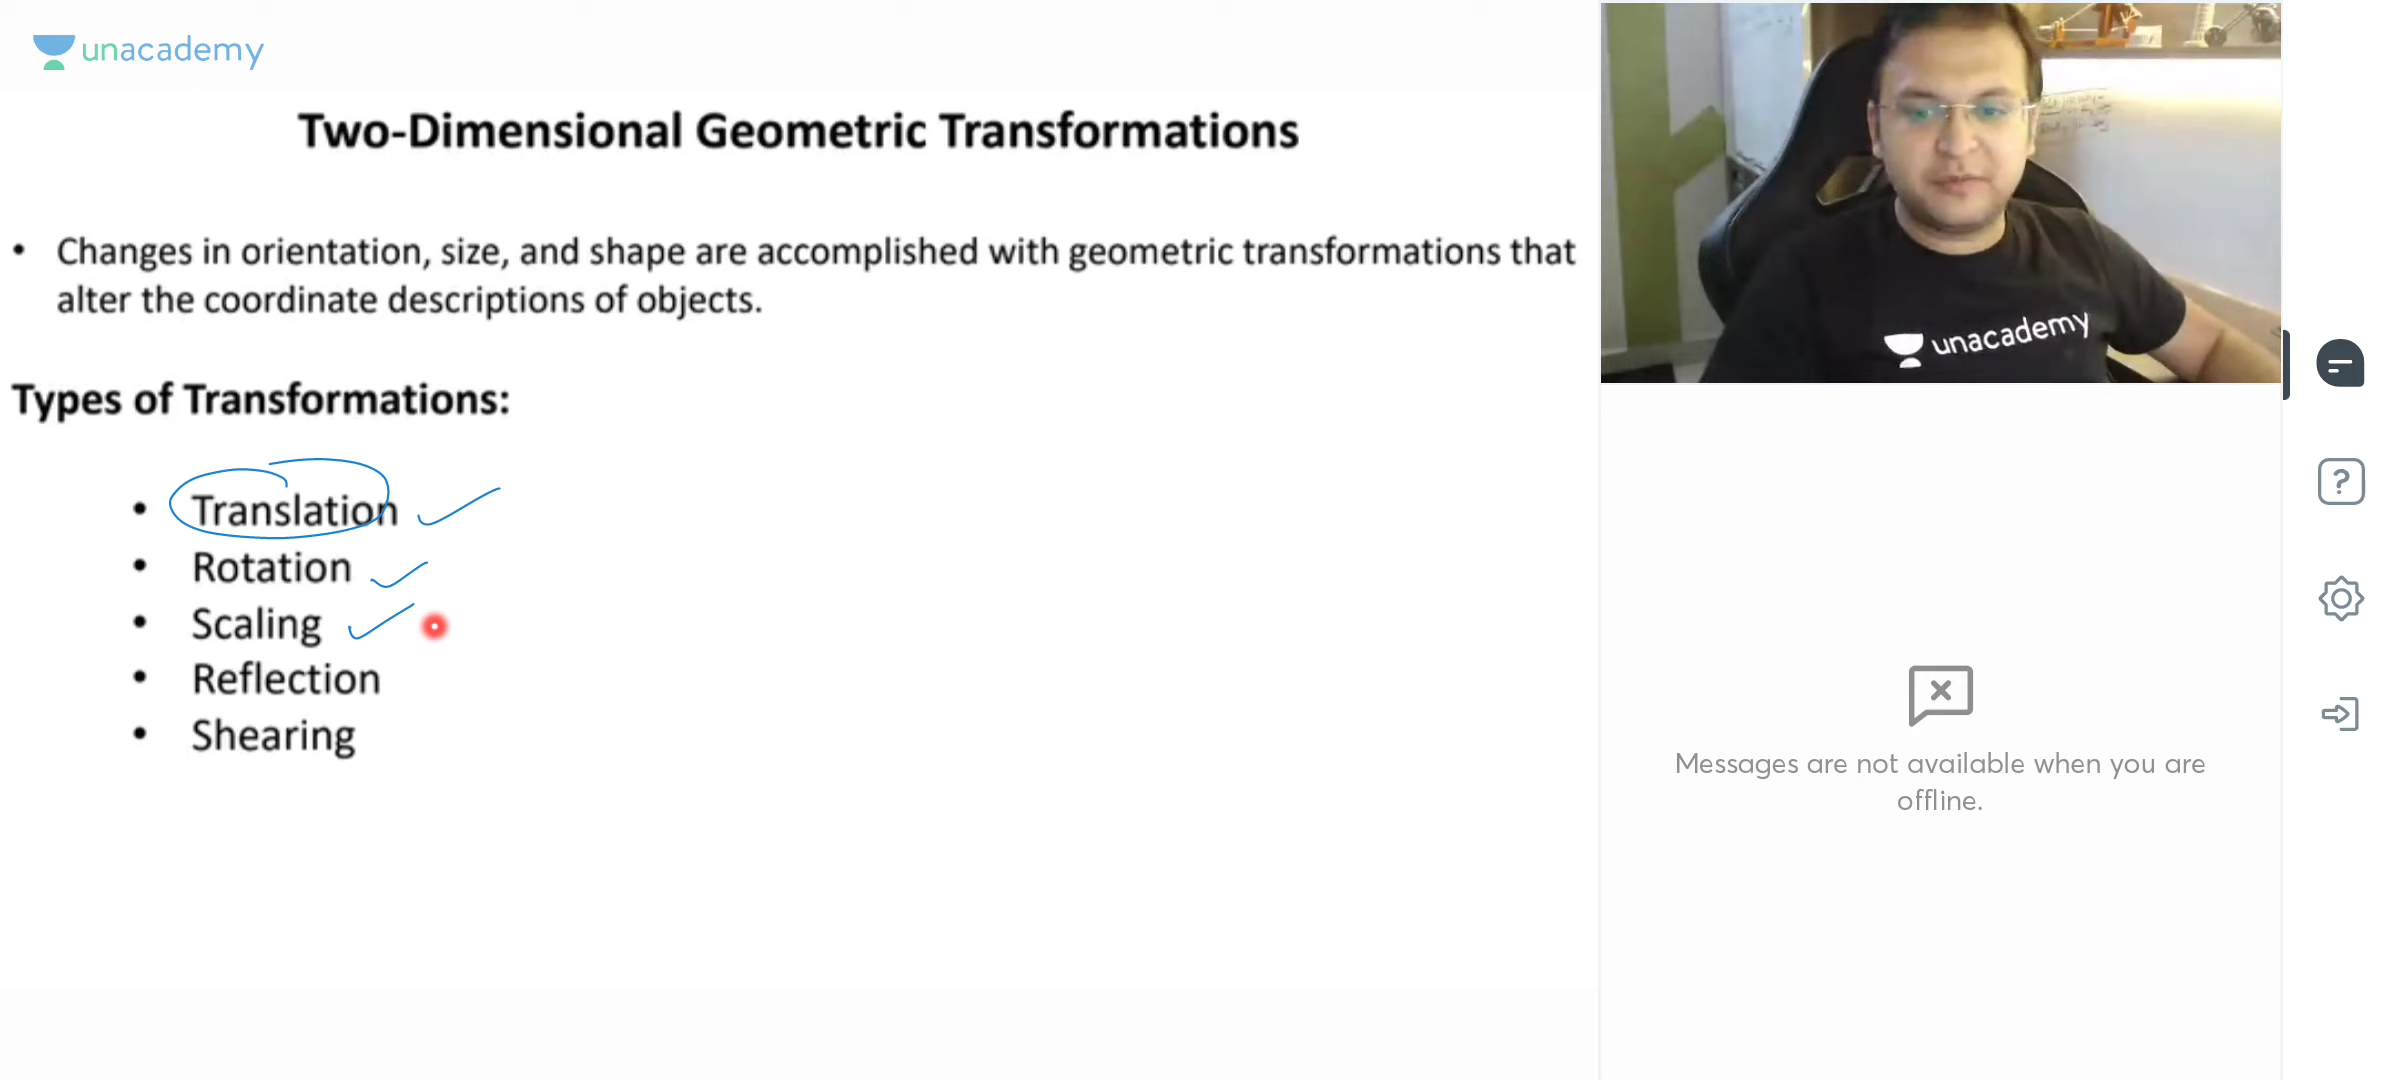 unacademy
Two-Dimensional Geometric Transformations
• Changes in orientation, size, and shape are accomplished with geometric transformations that
alter the coordinate descriptions of objects.
Types of Transformations:
• Translation
• Rotation
• Scaling
• Reflection
• Shearing
unacademy
?
Messages are not available when you are
offline.